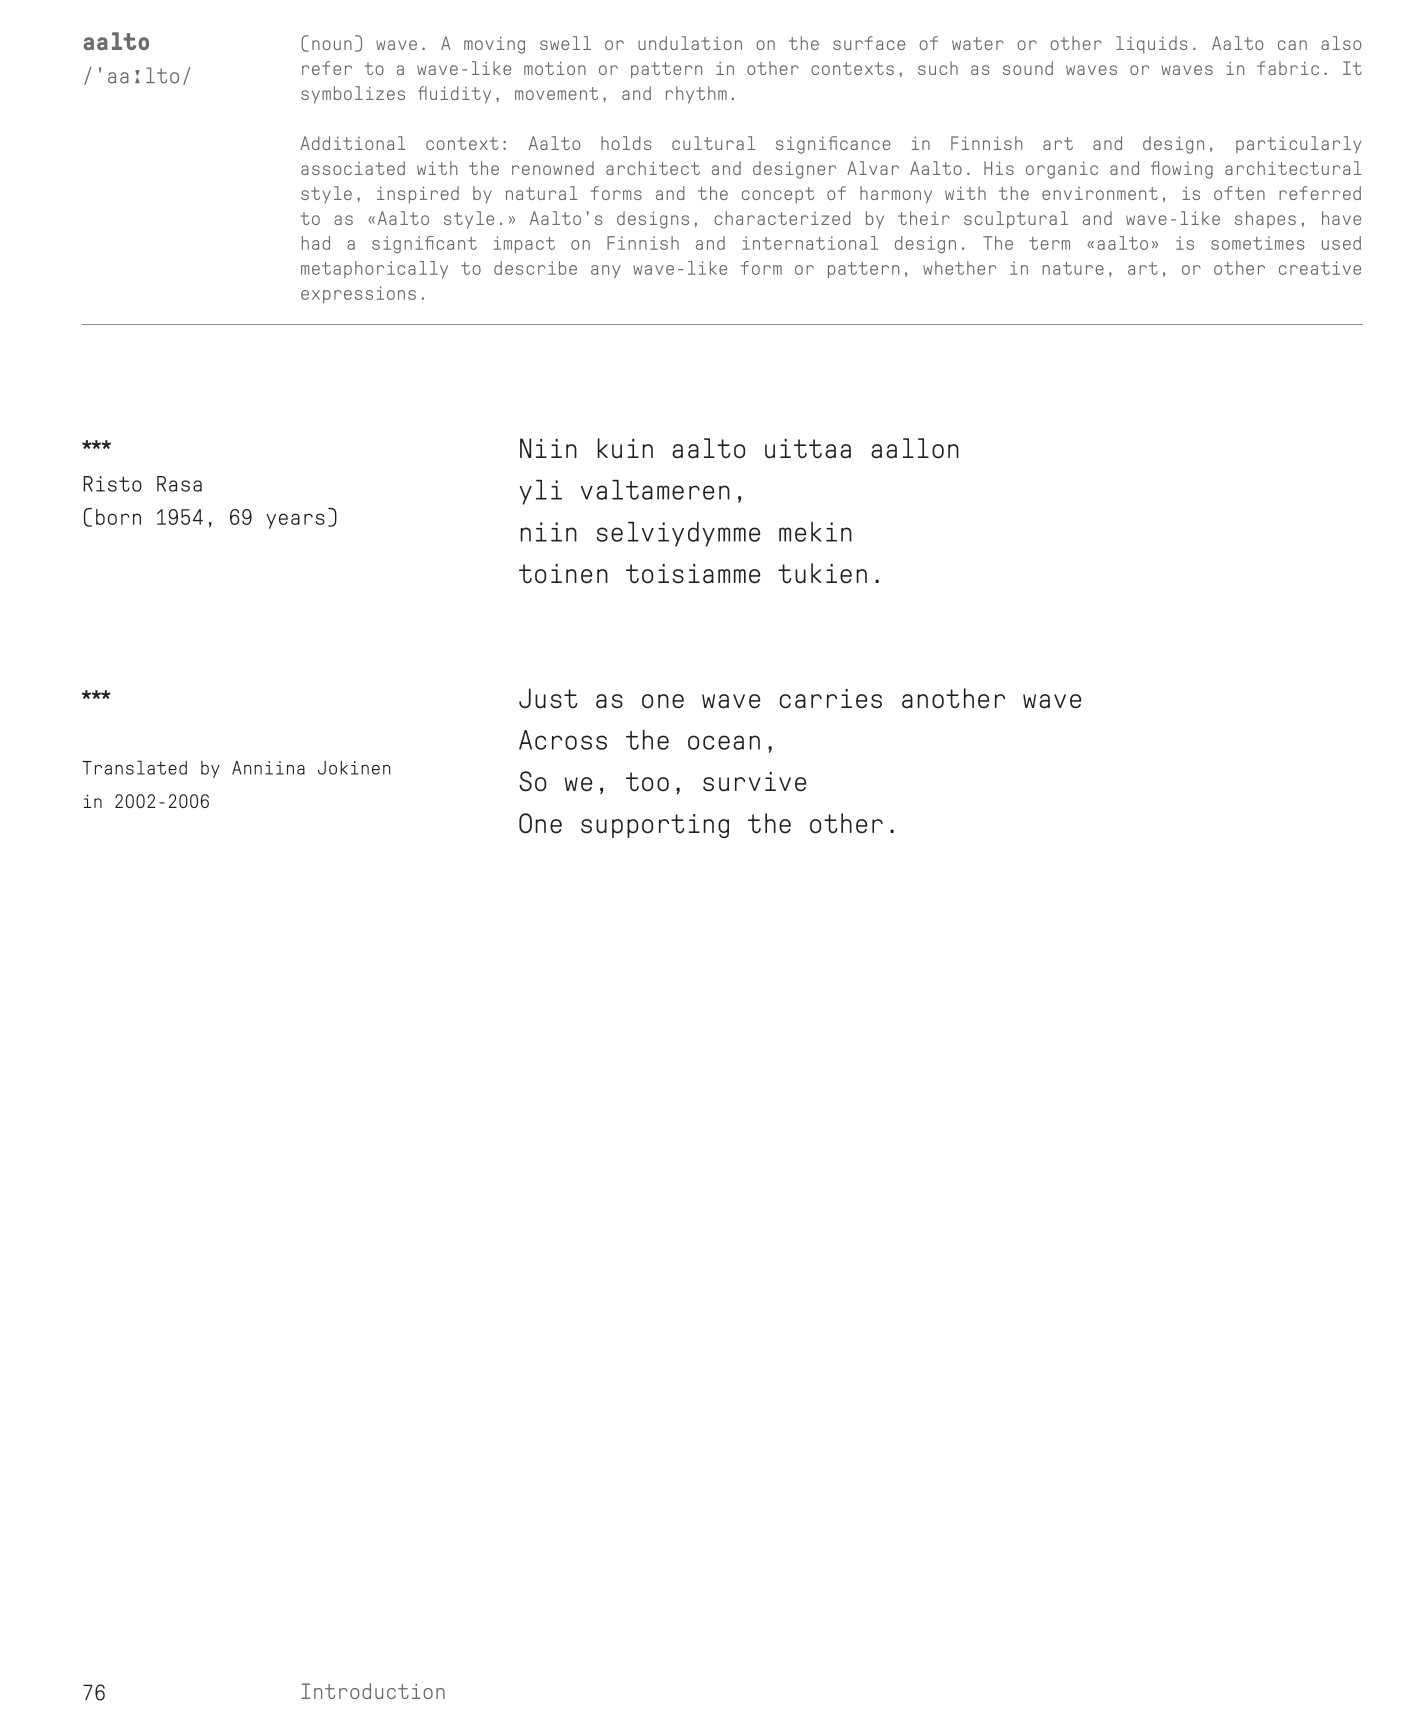 aalto
/ˈaaːlto/
(noun) wave. A moving swell or undulation on the surface of water or other liquids. Aalto can also
refer to a wave-like motion or pattern in other contexts, such as sound waves or waves in fabric. It
symbolizes fluidity, movement, and rhythm.
Additional context: Aalto holds cultural significance in Finnish art and design, particularly
associated with the renowned architect and designer Alvar Aalto. His organic and flowing architectural
style, inspired by natural forms and the concept of harmony with the environment, is often referred
to as «Aalto style.» Aalto's designs, characterized by their sculptural and wave-like shapes, have
had a significant impact on Finnish and international design. The term «aalto» is sometimes used
metaphorically to describe any wave-like form or pattern, whether in nature, art, or other creative
expressions.
***
Risto Rasa
(born 1954, 69 years)
Niin kuin aalto uittaa aallon
yli valtameren,
niin selviydymme mekin
toinen toisiamme tukien.
***
Translated by Anniina Jokinen
in 2002-2006
Just as one wave carries another wave
Across the ocean,
So we, too, survive
One supporting the other.
76
Introduction